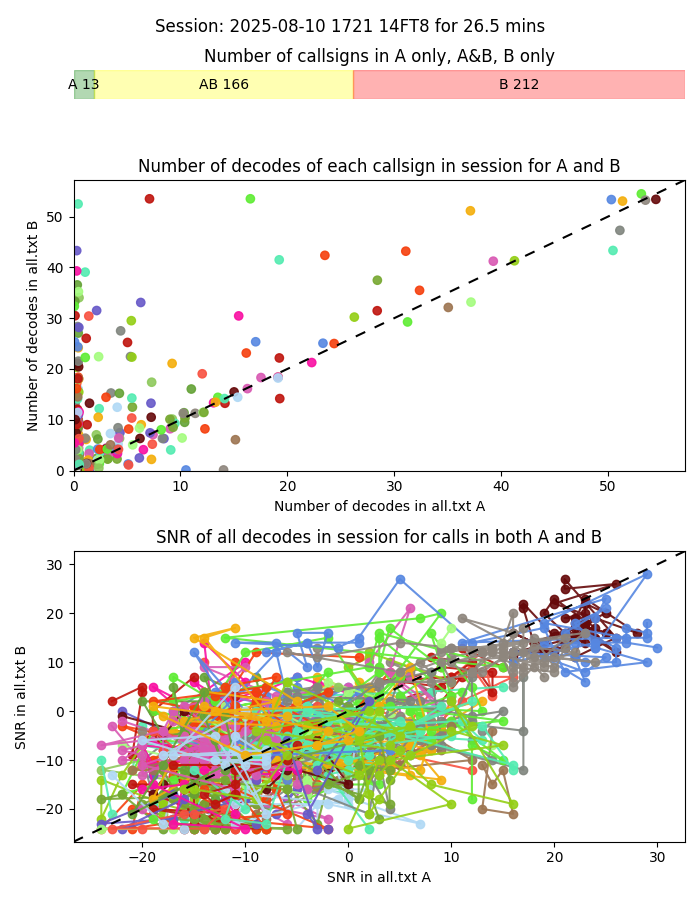 Session: 2025-08-10 1721 14FT8 for 26.5 mins
Number of callsigns in A only, A&B, B only
A 13 AB 166 B 212
Number of decodes of each callsign in session for A and B
Number of decodes in all.txt B
50
40
30
20
10
0
0 10 20 30 40 50
Number of decodes in all.txt A
SNR of all decodes in session for calls in both A and B
SNR in all.txt B
30
20
10
0
−10
−20
−20 −10 0 10 20 30
SNR in all.txt A